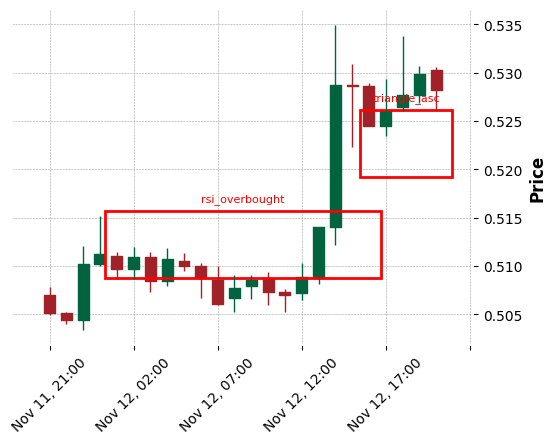 0.535
0.530
triangle_asc
0.525
0.520
Price
rsi_overbought
0.515
0.510
0.505
Nov 11, 21:00
Nov 12, 02:00
Nov 12, 07:00
Nov 12, 12:00
Nov 12, 17:00